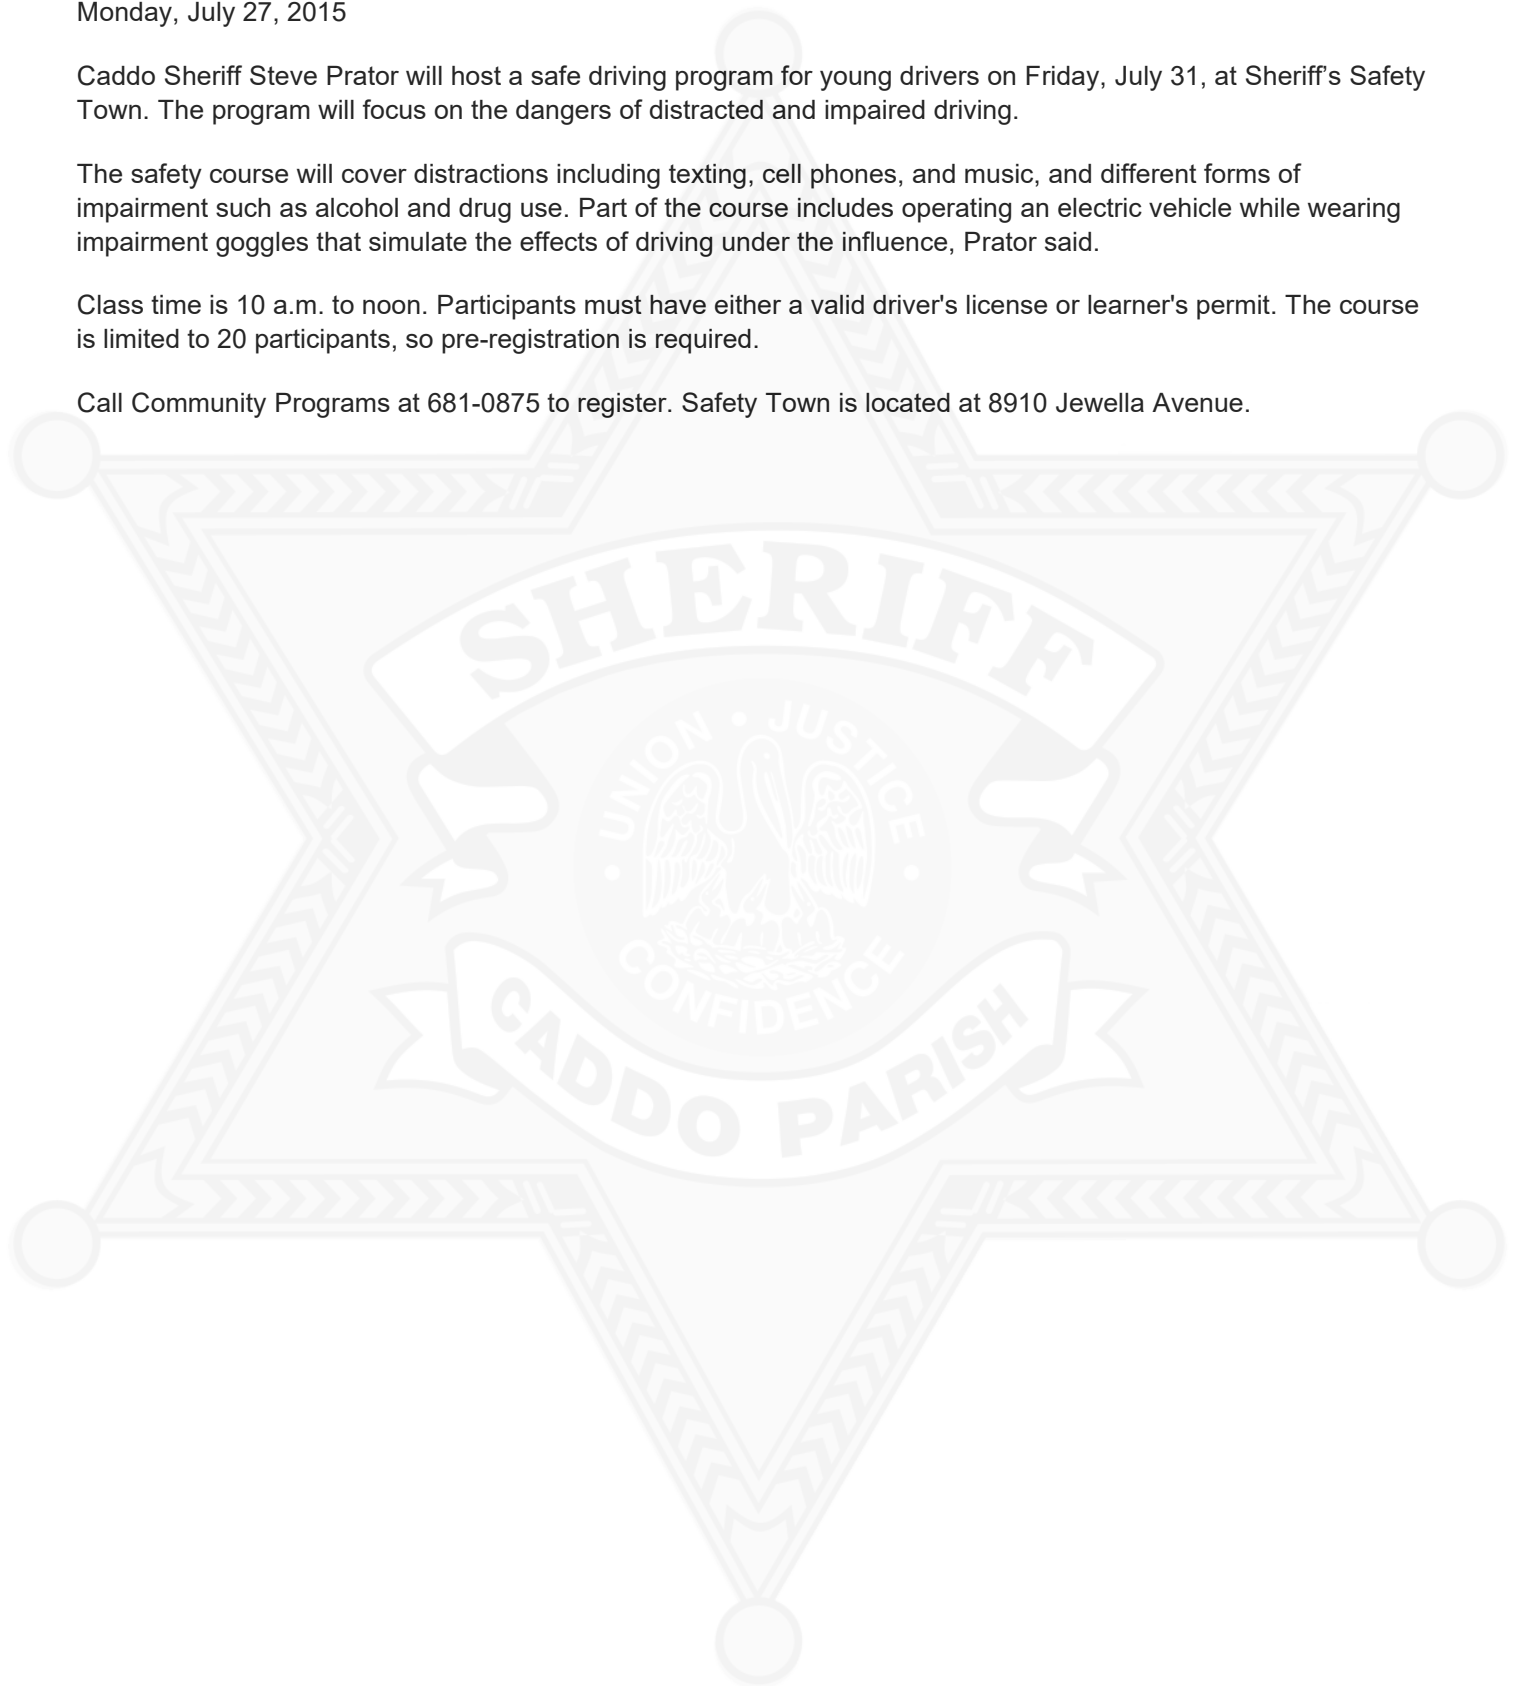 Monday, July 27, 2015
Caddo Sheriff Steve Prator will host a safe driving program for young drivers on Friday, July 31, at Sheriff’s Safety
Town. The program will focus on the dangers of distracted and impaired driving.
The safety course will cover distractions including texting, cell phones, and music, and different forms of
impairment such as alcohol and drug use. Part of the course includes operating an electric vehicle while wearing
impairment goggles that simulate the effects of driving under the influence, Prator said.
Class time is 10 a.m. to noon. Participants must have either a valid driver's license or learner's permit. The course
is limited to 20 participants, so pre-registration is required.
Call Community Programs at 681-0875 to register. Safety Town is located at 8910 Jewella Avenue.
SHERIFF
UNION • JUSTICE
• CONFIDENCE •
CADDO PARISH